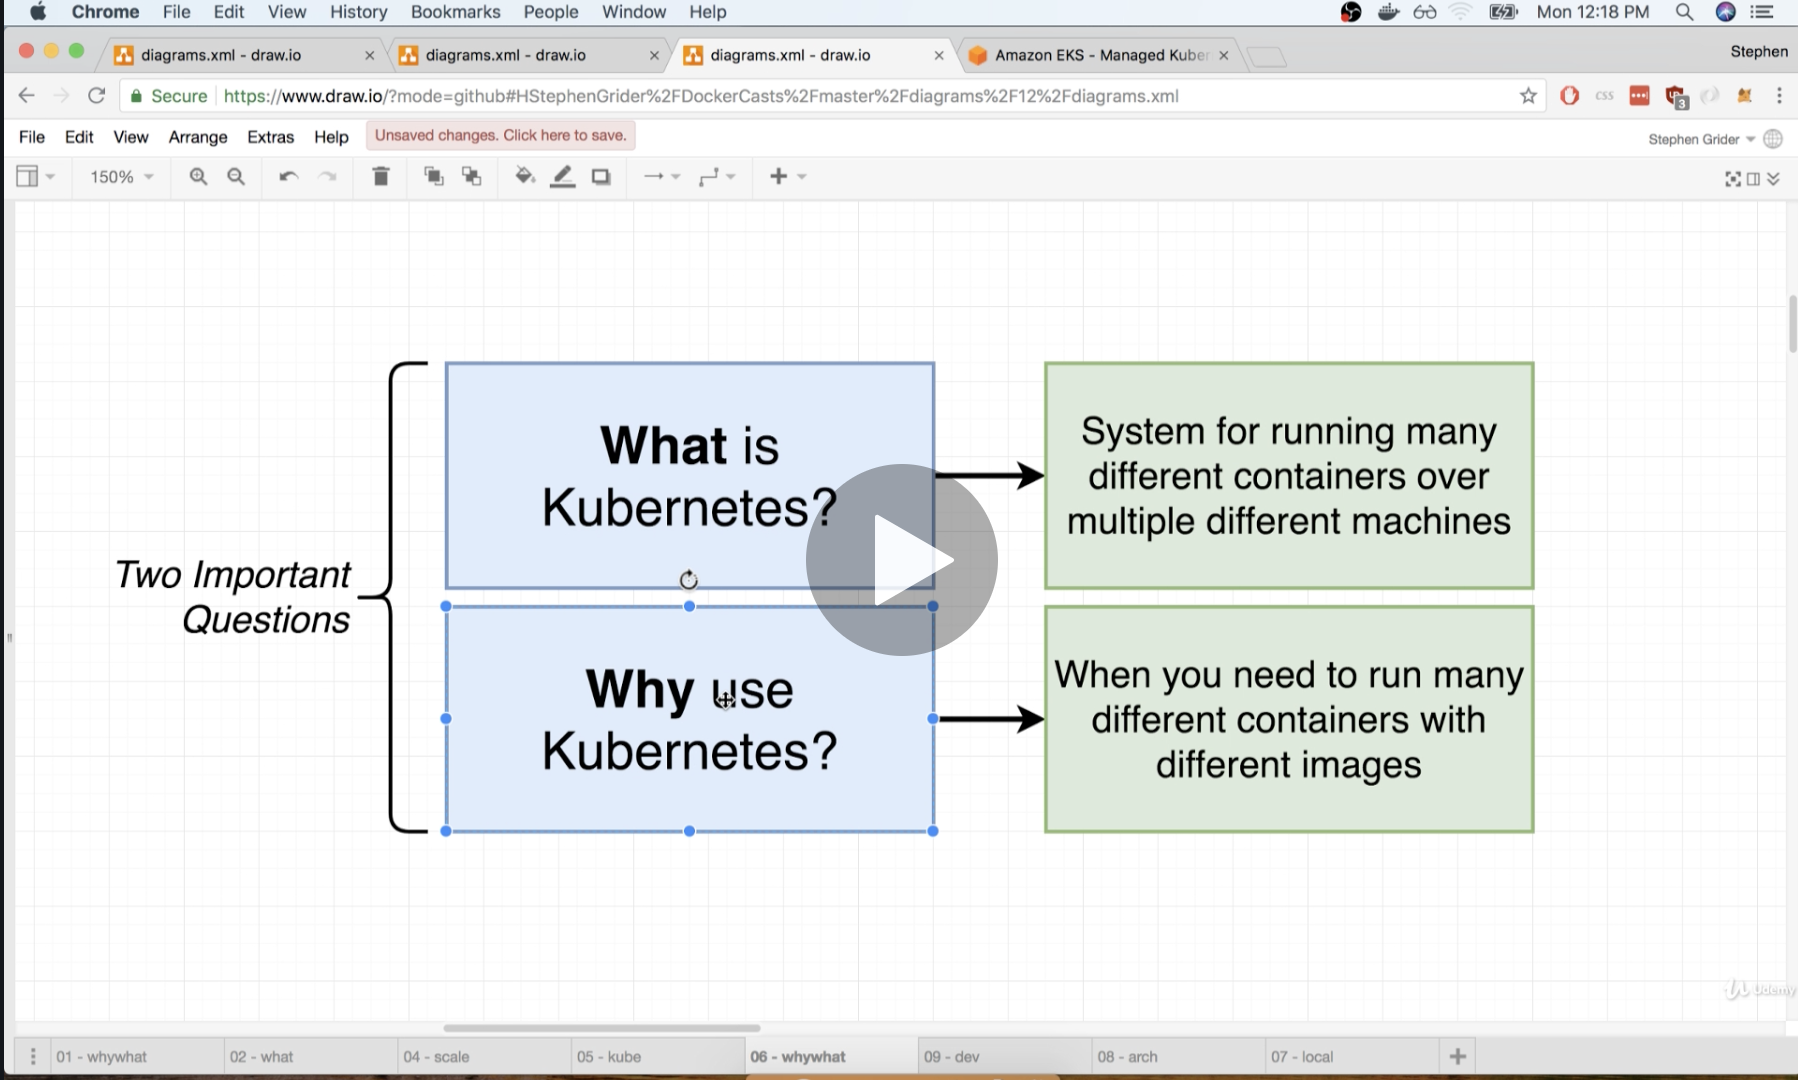 Chrome File Edit View History Bookmarks People Window Help Mon 12:18 PM
diagrams.xml - draw.io diagrams.xml - draw.io diagrams.xml - draw.io Amazon EKS - Managed Kuber Stephen
Secure https://www.draw.io/?mode=github#HStephenGrider%2FDockerCasts%2Fmaster%2Fdiagrams%2F12%2Fdiagrams.xml CSS 3
File Edit View Arrange Extras Help Unsaved changes. Click here to save. Stephen Grider
150%
What is
Kubernetes?
System for running many
different containers over
multiple different machines
Two Important
Questions
Why use
Kubernetes?
When you need to run many
different containers with
different images
Udemy
01 - whywhat 02 - what 04 - scale 05 - kube 06 - whywhat 09 - dev 08 - arch 07 - local